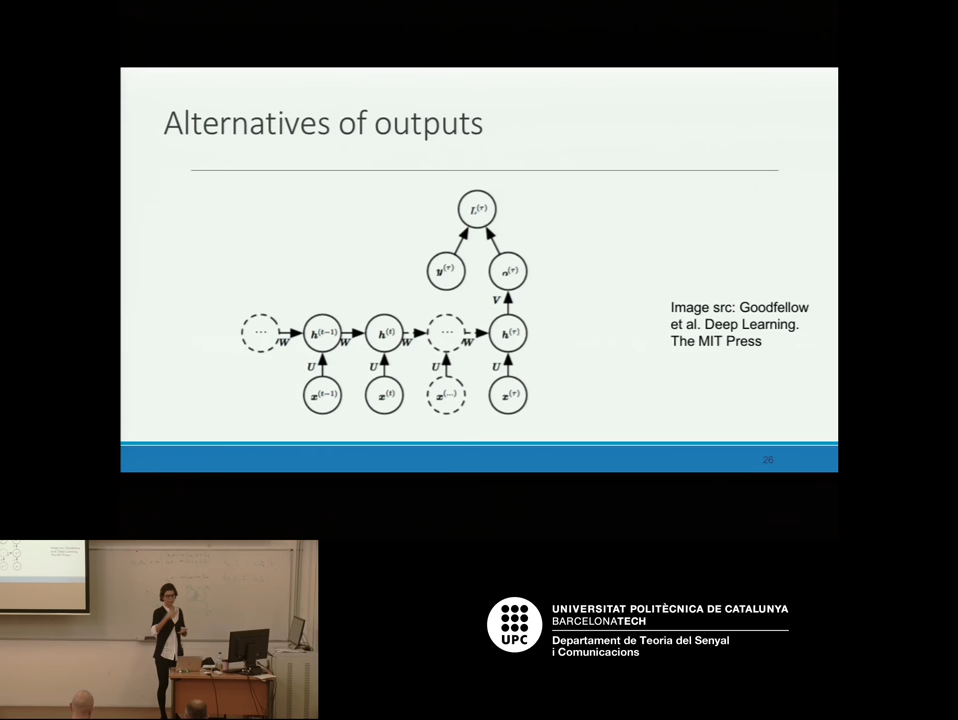 Alternatives of outputs
L(τ)
y(τ) o(τ)
V
... h(t−1) h(t) ... h(τ)
W W W W
U U U U
x(t−1) x(t) x(...) x(τ)
Image src: Goodfellow
et al. Deep Learning.
The MIT Press
26
UPC
UNIVERSITAT POLITÈCNICA DE CATALUNYA
BARCELONATECH
Departament de Teoria del Senyal
i Comunicacions